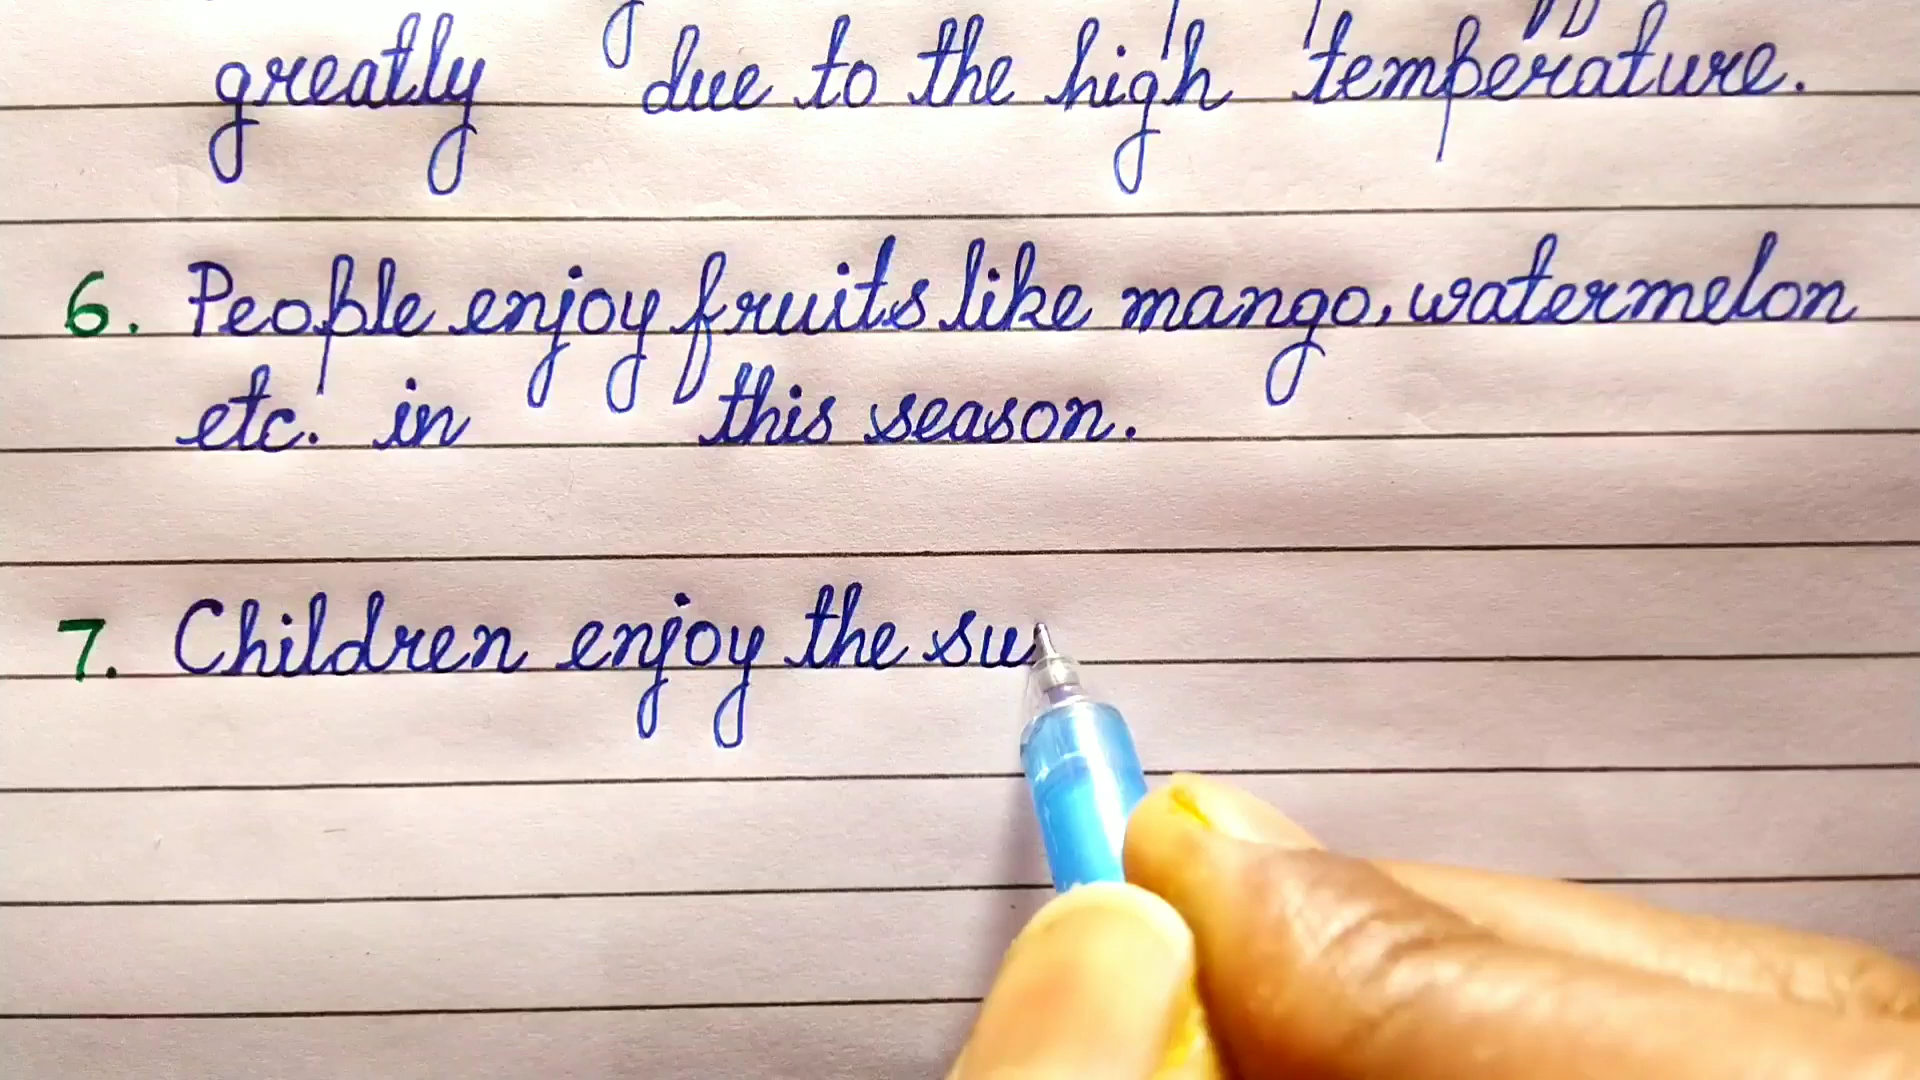 greatly due to the high temperature.
6. People enjoy fruits like mango, watermelon
etc. in this season.
7. Children enjoy the su